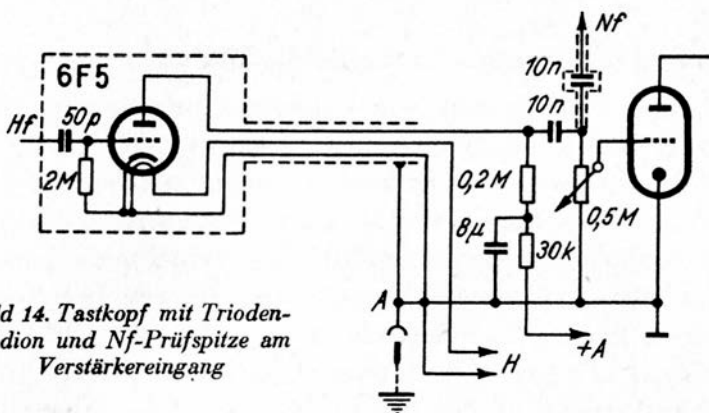 Nf
6F5
10n
10n
Hf
50p
2M
0,2M
0,5M
8µ
30k
A
+A
H
d 14. Tastkopf mit Trioden-
dion und Nf-Prüfspitze am
Verstärkereingang